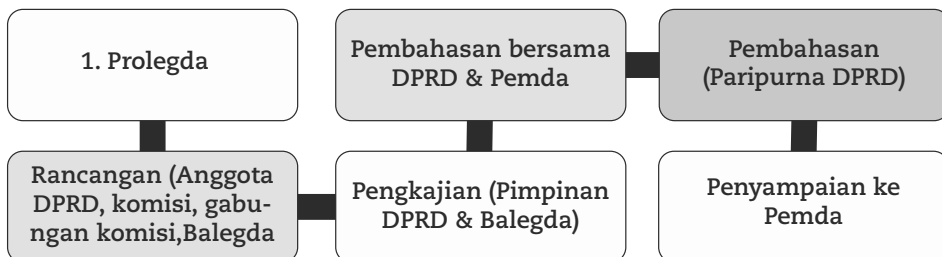 1. Prolegda
Rancangan (Anggota
DPRD, komisi, gabu-
ngan komisi,Balegda
Pengkajian (Pimpinan
DPRD & Balegda)
Pembahasan bersama
DPRD & Pemda
Pembahasan
(Paripurna DPRD)
Penyampaian ke
Pemda